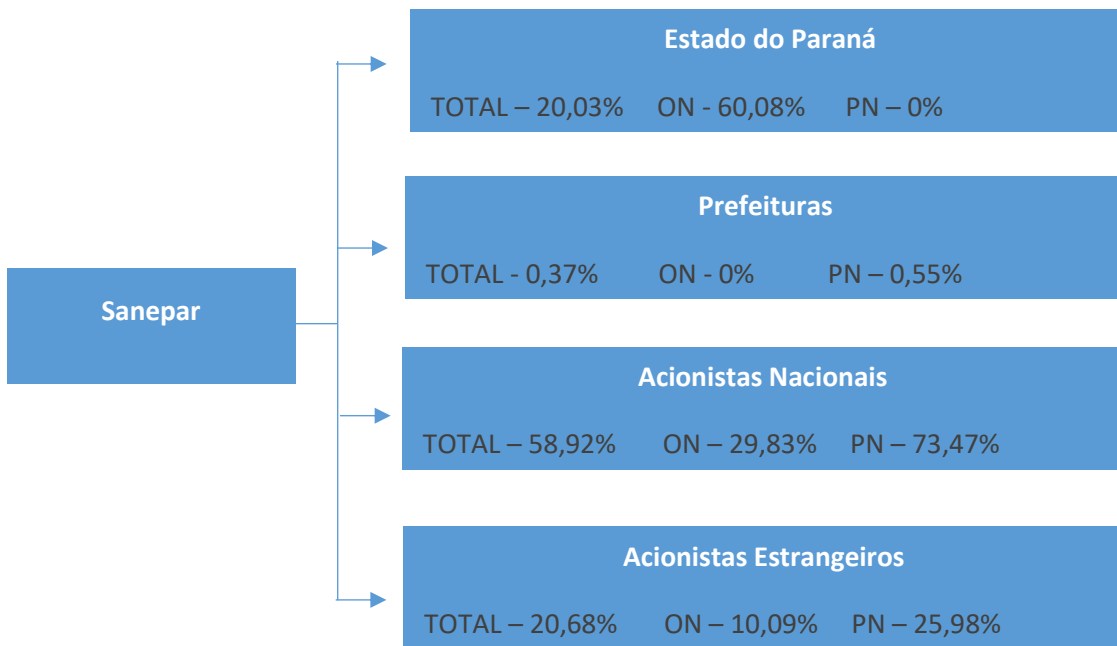 Sanepar
Estado do Paraná
TOTAL – 20,03% ON - 60,08% PN – 0%
Prefeituras
TOTAL - 0,37% ON - 0% PN – 0,55%
Acionistas Nacionais
TOTAL – 58,92% ON – 29,83% PN – 73,47%
Acionistas Estrangeiros
TOTAL – 20,68% ON – 10,09% PN – 25,98%